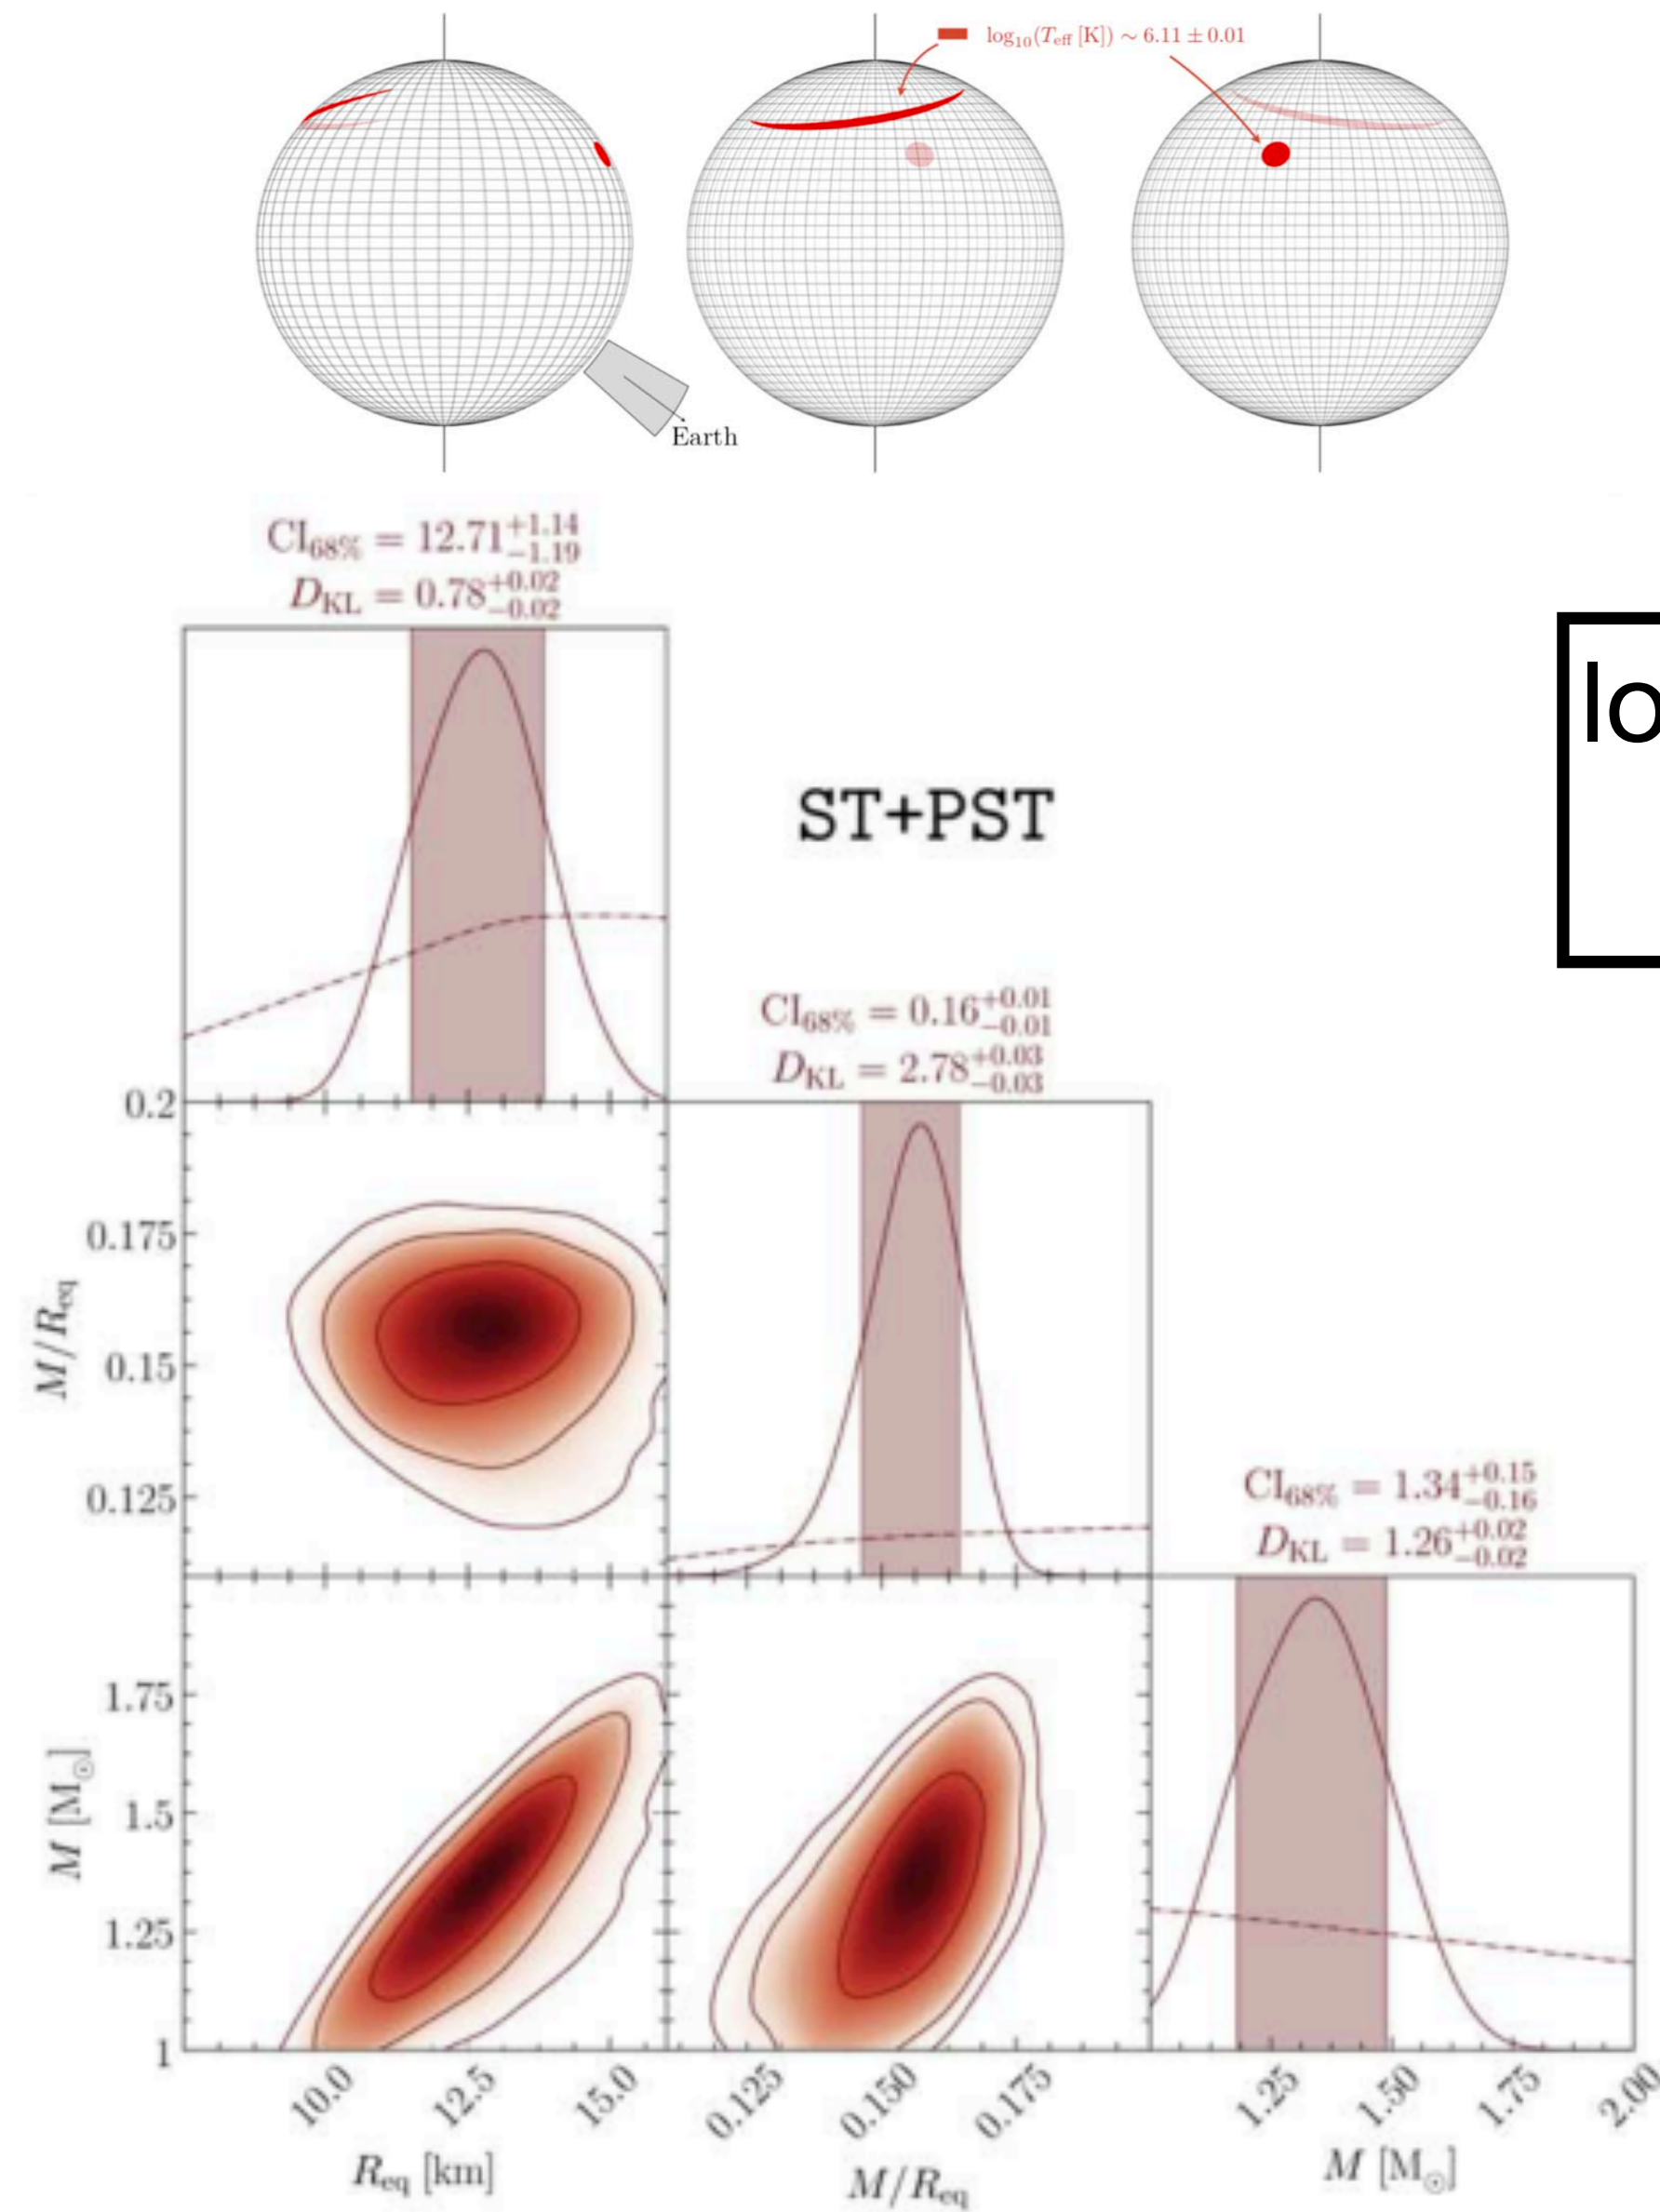 log₁₀(T_eff [K]) ∼ 6.11 ± 0.01
Earth
CI₆₈% = 12.71 +1.14 −1.19
D_KL = 0.78 +0.02 −0.02
lo
ST+PST
CI₆₈% = 0.16 +0.01 −0.01
D_KL = 2.78 +0.03 −0.03
0.2
0.175
0.15
0.125
M/R_eq
CI₆₈% = 1.34 +0.15 −0.16
D_KL = 1.26 +0.02 −0.02
1.75
1.5
1.25
1
M [M☉]
10.0 12.5 15.0 0.125 0.150 0.175 1.25 1.50 1.75 2.00
R_eq [km] M/R_eq M [M☉]